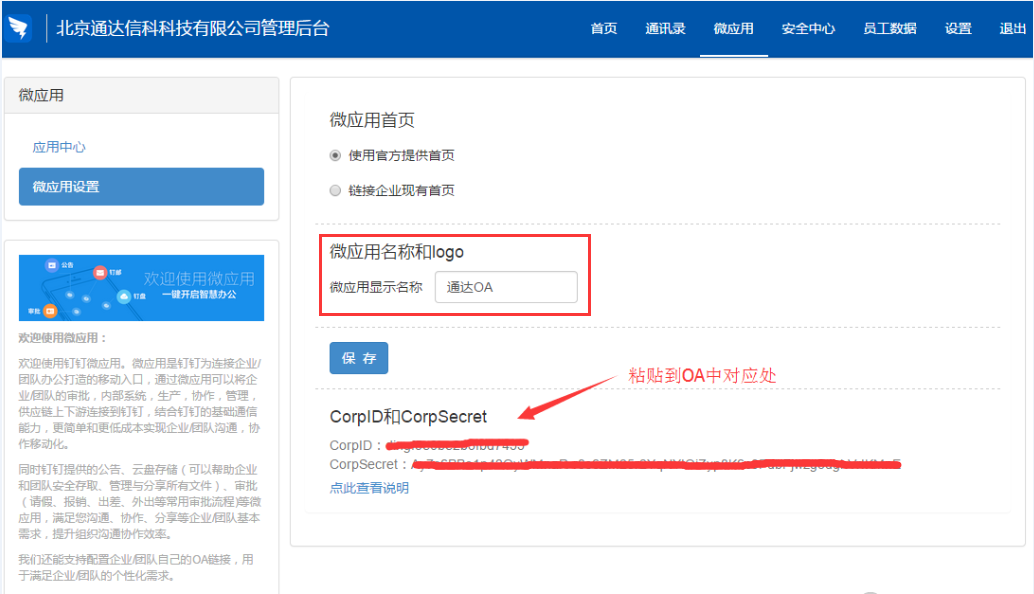 北京通达信科科技有限公司管理后台
首页 通讯录 微应用 安全中心 员工数据 设置 退出
微应用
应用中心
微应用设置
公告
钉邮
钉盘
审批
欢迎使用微应用
一键开启智慧办公
欢迎使用微应用：
欢迎使用钉钉微应用。微应用是钉钉为连接企业/
团队办公打造的移动入口，通过微应用可以将企
业/团队的审批，内部系统，生产，协作，管理，
供应链上下游连接到钉钉，结合钉钉的基础通信
能力，更简单和更低成本实现企业/团队沟通，协
作移动化。
同时钉钉提供的公告、云盘存储（可以帮助企业
和团队安全存取、管理与分享所有文件）、审批
（请假、报销、出差、外出等常用审批流程)等微
应用，满足您沟通、协作、分享等企业/团队基本
需求，提升组织沟通协作效率。
我们还能支持配置企业/团队自己的OA链接，用
于满足企业/团队的个性化需求。
微应用首页
使用官方提供首页
链接企业现有首页
微应用名称和logo
微应用显示名称 通达OA
保 存
粘贴到OA中对应处
CorpID和CorpSecret
CorpID：
CorpSecret：
点此查看说明